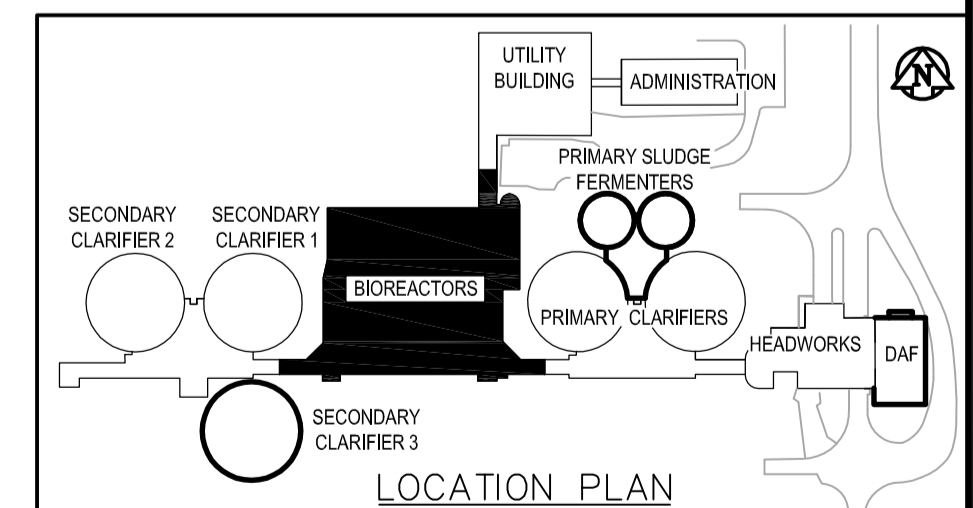 UTILITY
BUILDING
ADMINISTRATION
N
PRIMARY SLUDGE
FERMENTERS
SECONDARY
CLARIFIER 2
SECONDARY
CLARIFIER 1
BIOREACTORS
PRIMARY CLARIFIERS
HEADWORKS
DAF
SECONDARY
CLARIFIER 3
LOCATION PLAN